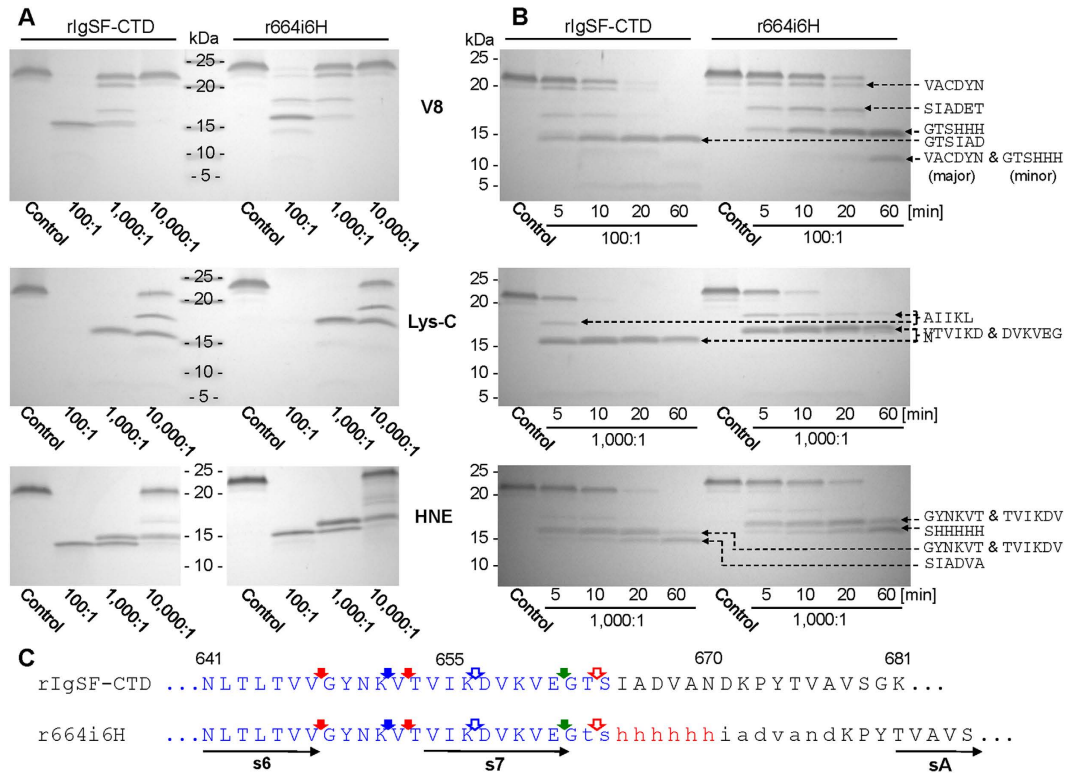 A
rIgSF-CTD
kDa
r664i6H
- 25 -
- 20 -
- 15 -
- 10 -
- 5 -
Control
100:1
1,000:1
10,000:1
Control
100:1
1,000:1
10,000:1
V8
- 25 -
- 20 -
- 15 -
- 10 -
- 5 -
Control
100:1
1,000:1
10,000:1
Control
100:1
1,000:1
10,000:1
Lys-C
- 25 -
- 20 -
- 15 -
- 10 -
Control
100:1
1,000:1
10,000:1
Control
100:1
1,000:1
10,000:1
HNE
B
rIgSF-CTD
r664i6H
kDa
25 -
20 -
15 -
10 -
5 -
VACDYN
SIADET
GTSHHH
GTSIAD
VACDYN & GTSHHH
(major) (minor)
Control
5 10 20 60
100:1
Control
5 10 20 60 [min]
100:1
25 -
20 -
15 -
10 -
5 -
AIIKL
VTVIKD & DVKVEG
N
Control
5 10 20 60
1,000:1
Control
5 10 20 60 [min]
1,000:1
25 -
20 -
15 -
10 -
GYNKVT & TVIKDV
SHHHHH
GYNKVT & TVIKDV
SIADVA
Control
5 10 20 60
1,000:1
Control
5 10 20 60 [min]
1,000:1
C
641 655 670 681
rIgSF-CTD ...NLTLTVVGYNKVTVIKDVKVEGTSIADVANDKPYTVAVSGK...
r664i6H ...NLTLTVVGYNKVTVIKDVKVEGtshhhhhhiadvandKPYTVAVS...
s6 s7 sA